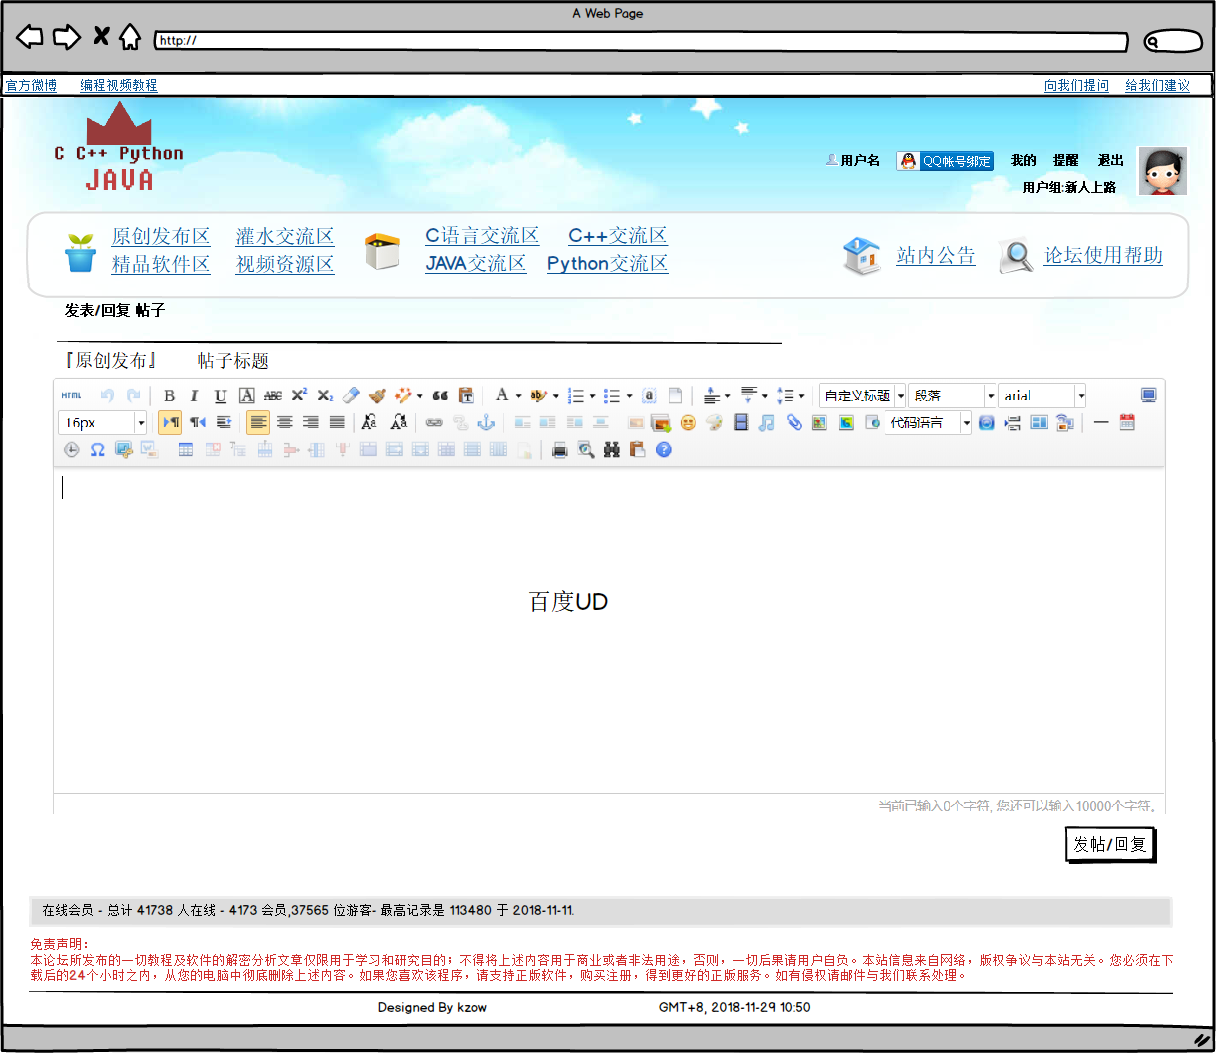 A Web Page
http://
官方微博 编程视频教程 向我们提问 给我们建议
C C++ Python
JAVA
用户名 QQ帐号绑定 我的 提醒 退出
用户组:新人上路
原创发布区 灌水交流区 C语言交流区 C++交流区
精品软件区 视频资源区 JAVA交流区 Python交流区
站内公告 论坛使用帮助
发表/回复 帖子
『原创发布』 帖子标题
HTML 自定义标题 段落 arial
16px 代码语言
百度UD
当前已输入0个字符, 您还可以输入10000个字符。
发帖/回复
在线会员 - 总计 41738 人在线 - 4173 会员,37565 位游客- 最高记录是 113480 于 2018-11-11.
免责声明：
本论坛所发布的一切教程及软件的解密分析文章仅限用于学习和研究目的；不得将上述内容用于商业或者非法用途，否则，一切后果请用户自负。本站信息来自网络，版权争议与本站无关。您必须在下
载后的24个小时之内，从您的电脑中彻底删除上述内容。如果您喜欢该程序，请支持正版软件，购买注册，得到更好的正版服务。如有侵权请邮件与我们联系处理。
Designed By kzow GMT+8, 2018-11-29 10:50